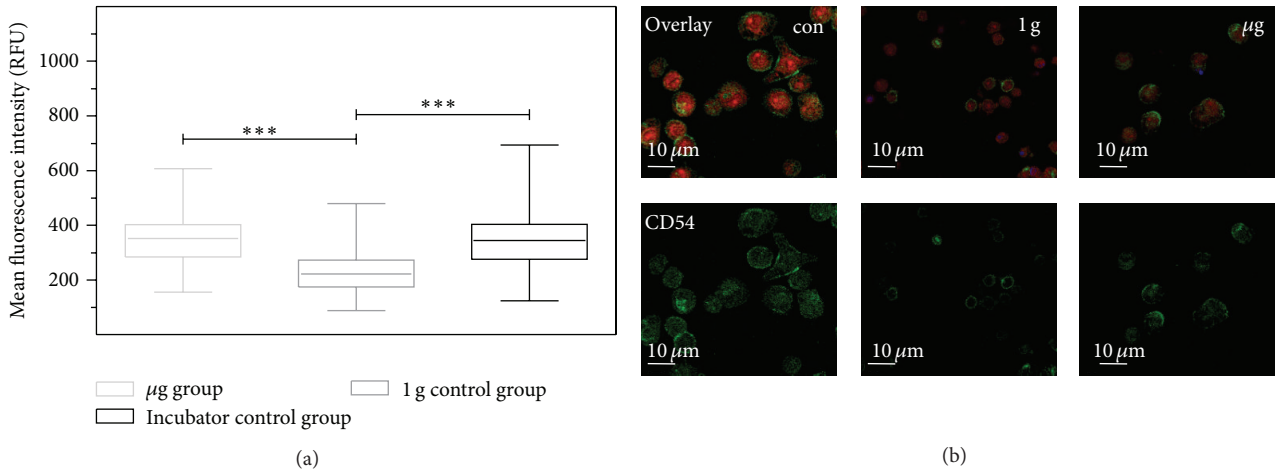 Mean fluorescence intensity (RFU)
1000
800
600
400
200
***
***
μg group
1 g control group
Incubator control group
(a)
Overlay
con
1 g
μg
10 μm
10 μm
10 μm
CD54
10 μm
10 μm
10 μm
(b)